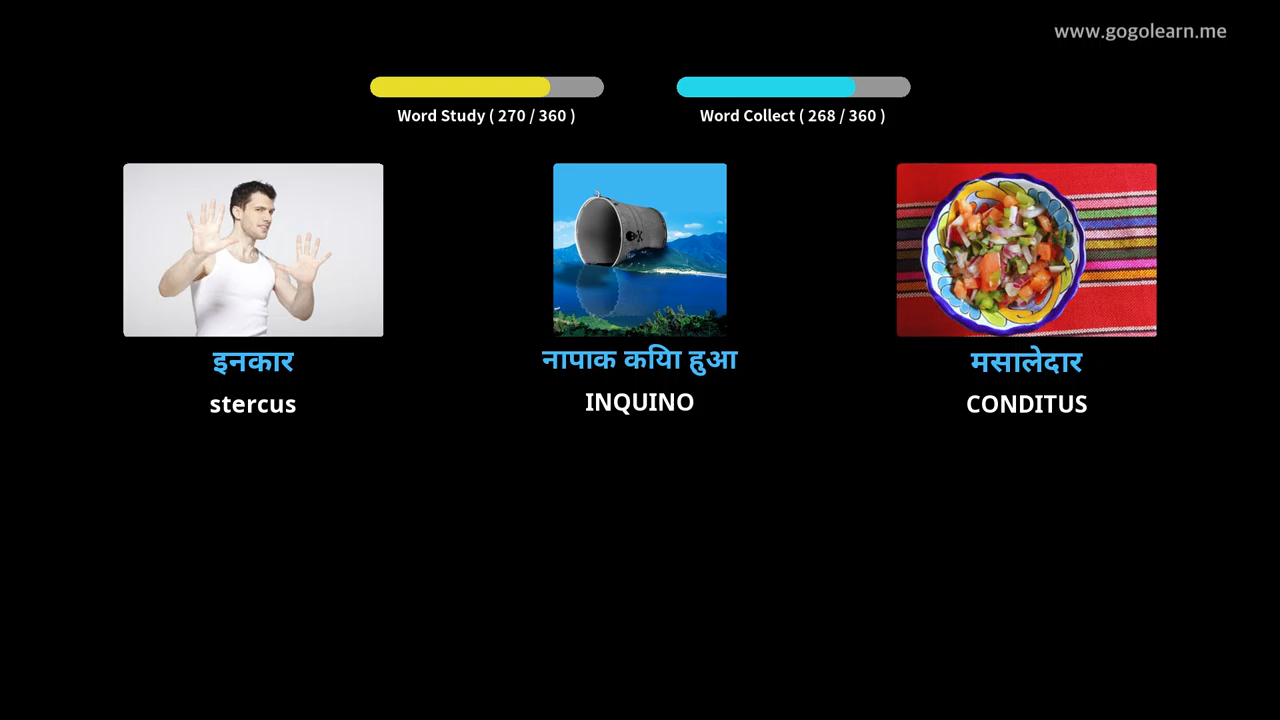 www.gogolearn.me
Word Study ( 270 / 360 )
Word Collect ( 268 / 360 )
इनकार
नापाक कयिा हुआ
मसालेदार
stercus
INQUINO
CONDITUS